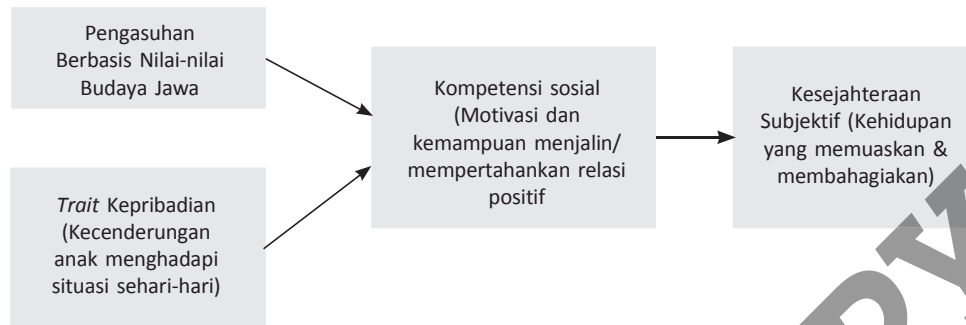 Pengasuhan
Berbasis Nilai-nilai
Budaya Jawa
Trait Kepribadian
(Kecenderungan
anak menghadapi
situasi sehari-hari)
Kompetensi sosial
(Motivasi dan
kemampuan menjalin/
mempertahankan relasi
positif
Kesejahteraan
Subjektif (Kehidupan
yang memuaskan &
membahagiakan)
PY